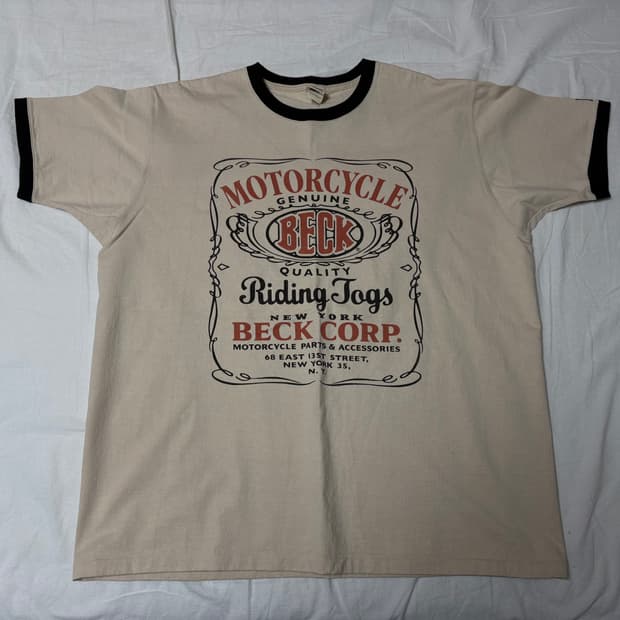 MOTORCYCLE
GENUINE
BECK
QUALITY
Riding Togs
NEW YORK
BECK CORP.®
MOTORCYCLE PARTS & ACCESSORIES
68 EAST 131ST STREET,
NEW YORK 35,
N. Y.